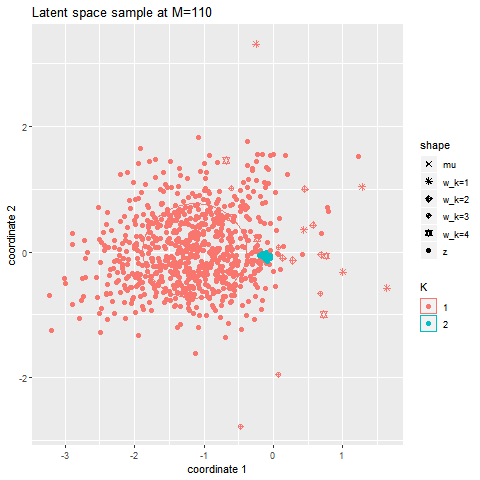 Latent space sample at M=110
coordinate 2
2
0
-2
-3
-2
-1
0
1
coordinate 1
shape
mu
w_k=1
w_k=2
w_k=3
w_k=4
z
K
1
2